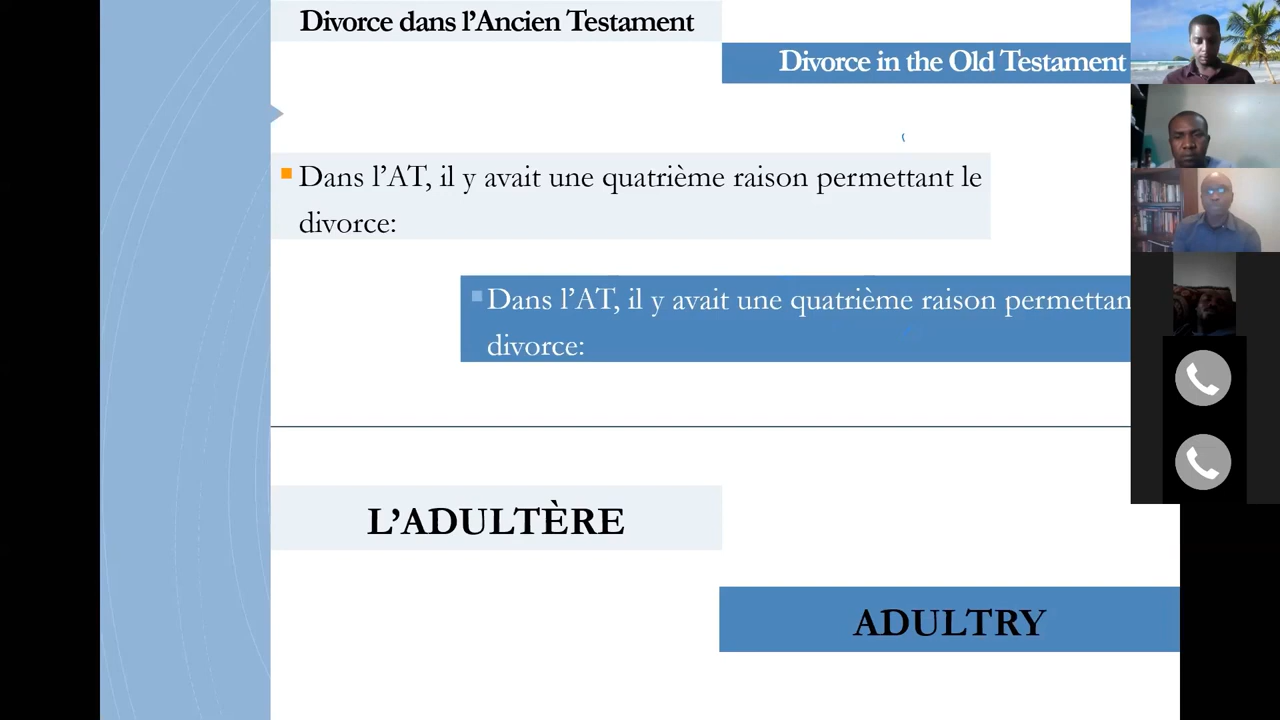 Divorce dans l’Ancien Testament
Divorce in the Old Testament
Dans l’AT, il y avait une quatrième raison permettant le
divorce:
Dans l’AT, il y avait une quatrième raison permettan
divorce:
L’ADULTÈRE
ADULTRY